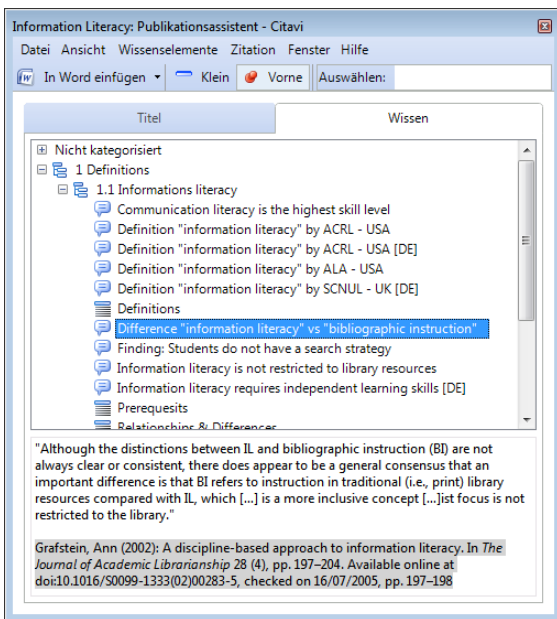 Information Literacy: Publikationsassistent - Citavi
Datei Ansicht Wissenselemente Zitation Fenster Hilfe
In Word einfügen Klein Vorne Auswählen:
Titel Wissen
Nicht kategorisiert
1 Definitions
1.1 Informations literacy
Communication literacy is the highest skill level
Definition "information literacy" by ACRL - USA
Definition "information literacy" by ACRL - USA [DE]
Definition "information literacy" by ALA - USA
Definition "information literacy" by SCNUL - UK [DE]
Definitions
Difference "information literacy" vs "bibliographic instruction"
Finding: Students do not have a search strategy
Information literacy is not restricted to library resources
Information literacy requires independent learning skills [DE]
Prerequesits
Relationships & Differences
"Although the distinctions between IL and bibliographic instruction (BI) are not
always clear or consistent, there does appear to be a general consensus that an
important difference is that BI refers to instruction in traditional (i.e., print) library
resources compared with IL, which [...] is a more inclusive concept [...]ist focus is not
restricted to the library."
Grafstein, Ann (2002): A discipline-based approach to information literacy. In The
Journal of Academic Librarianship 28 (4), pp. 197–204. Available online at
doi:10.1016/S0099-1333(02)00283-5, checked on 16/07/2005, pp. 197–198